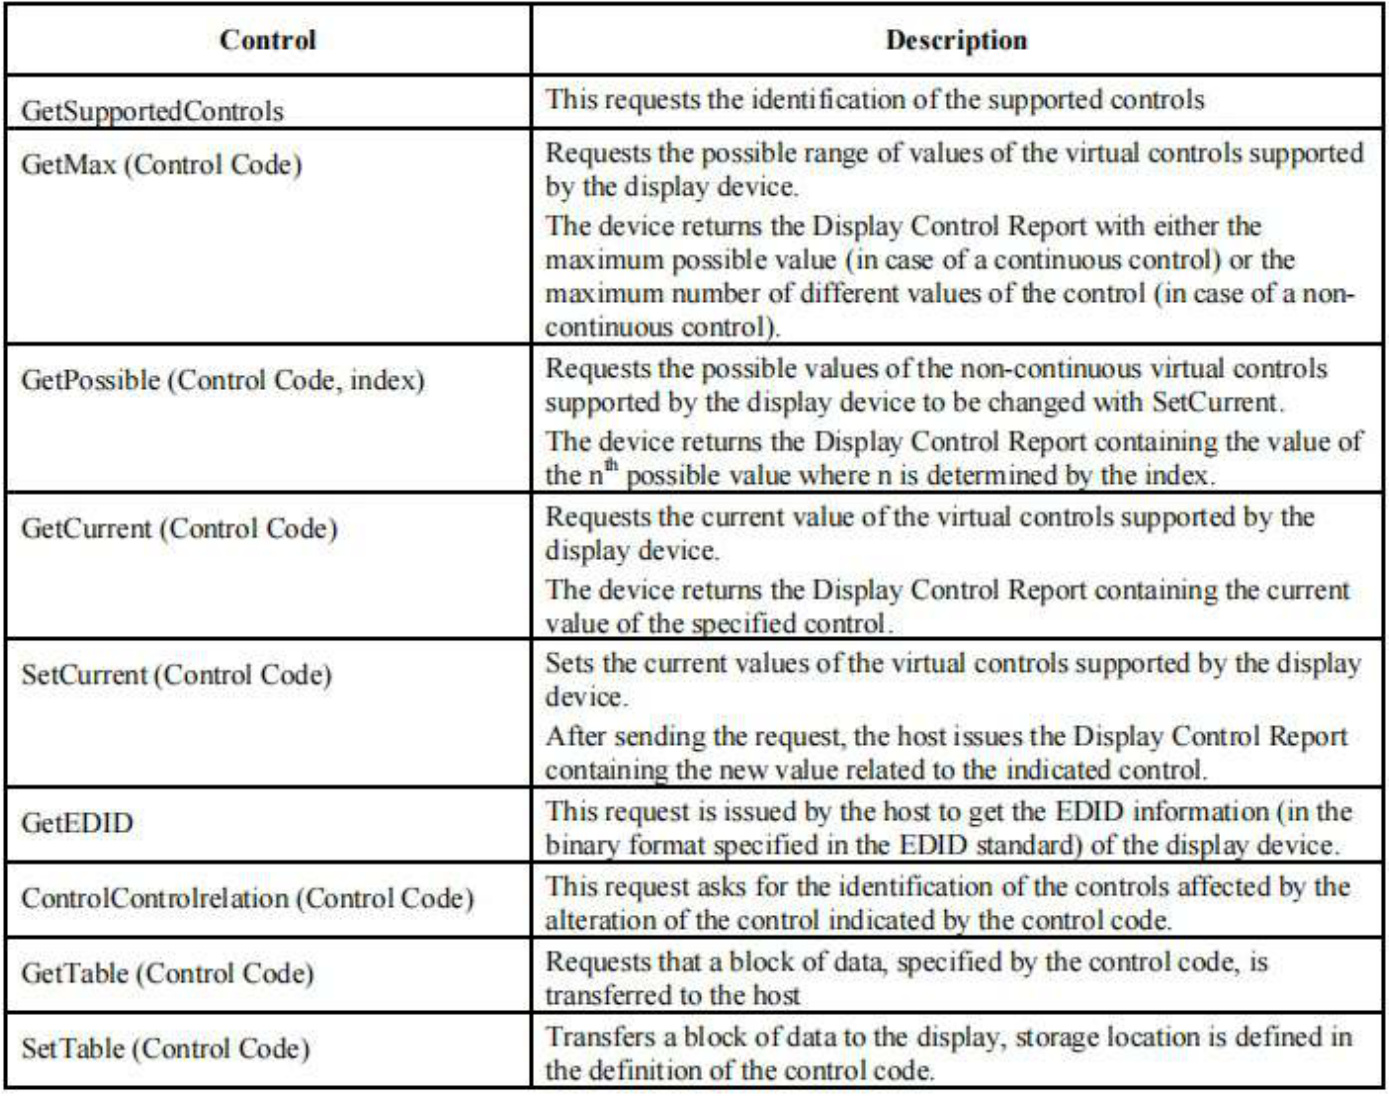 Control
Description
GetSupportedControls
This requests the identification of the supported controls
GetMax (Control Code)
Requests the possible range of values of the virtual controls supported
by the display device.
The device returns the Display Control Report with either the
maximum possible value (in case of a continuous control) or the
maximum number of different values of the control (in case of a non-
continuous control).
GetPossible (Control Code, index)
Requests the possible values of the non-continuous virtual controls
supported by the display device to be changed with SetCurrent.
The device returns the Display Control Report containing the value of
the nth possible value where n is determined by the index.
GetCurrent (Control Code)
Requests the current value of the virtual controls supported by the
display device.
The device returns the Display Control Report containing the current
value of the specified control.
SetCurrent (Control Code)
Sets the current values of the virtual controls supported by the display
device.
After sending the request, the host issues the Display Control Report
containing the new value related to the indicated control.
GetEDID
This request is issued by the host to get the EDID information (in the
binary format specified in the EDID standard) of the display device.
ControlControlrelation (Control Code)
This request asks for the identification of the controls affected by the
alteration of the control indicated by the control code.
GetTable (Control Code)
Requests that a block of data, specified by the control code, is
transferred to the host
SetTable (Control Code)
Transfers a block of data to the display, storage location is defined in
the definition of the control code.